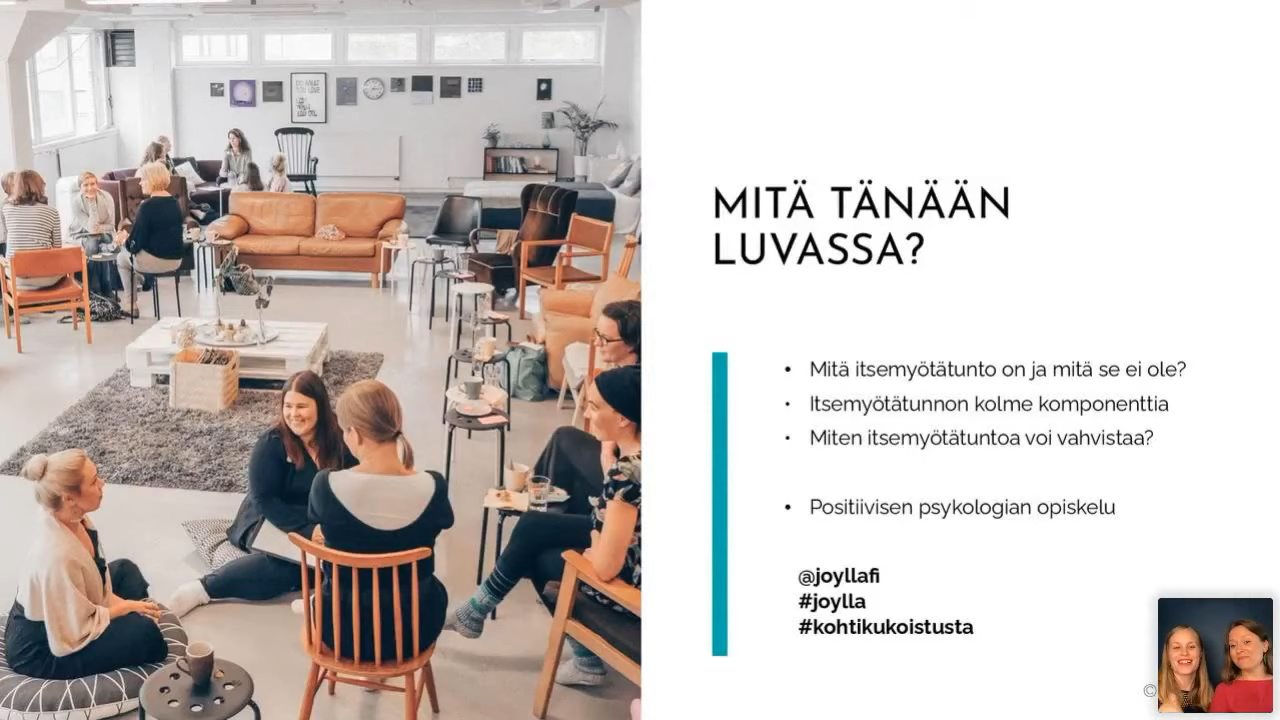 MITÄ TÄNÄÄN
LUVASSA?
• Mitä itsemyötätunto on ja mitä se ei ole?
• Itsemyötätunnon kolme komponenttia
• Miten itsemyötätuntoa voi vahvistaa?
• Positiivisen psykologian opiskelu
@joyllafi
#joylla
#kohtikukoistusta
©